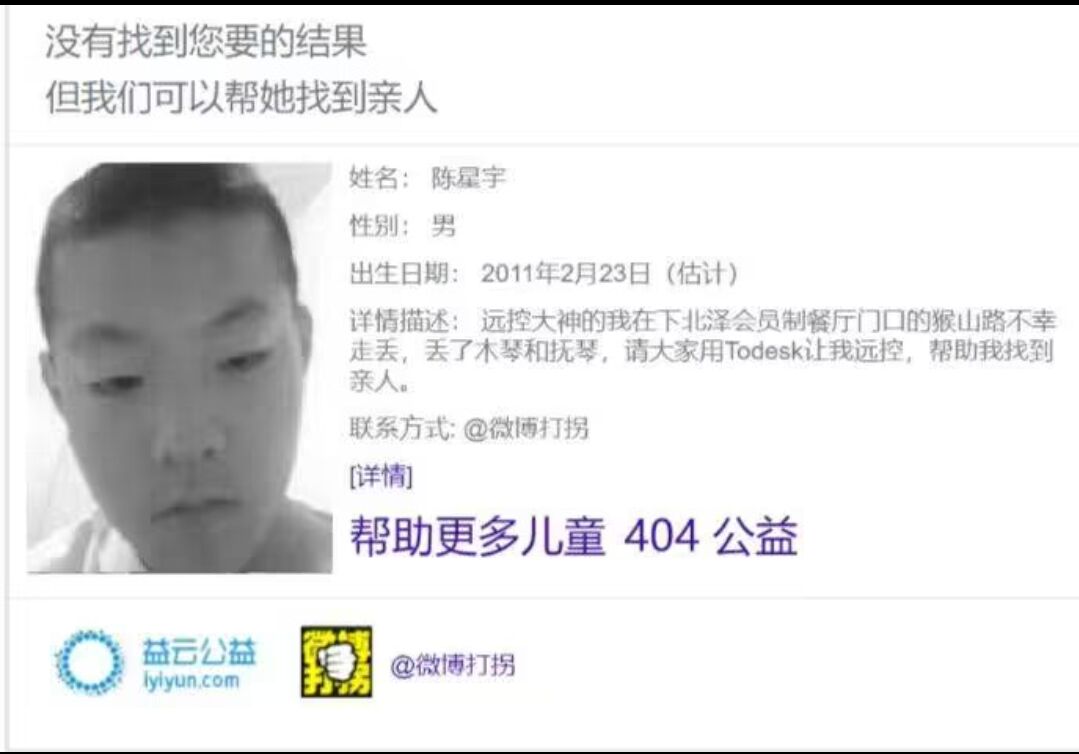 没有找到您要的结果
但我们可以帮她找到亲人
姓名： 陈星宇
性别： 男
出生日期： 2011年2月23日（估计）
详情描述： 远控大神的我在下北泽会员制餐厅门口的猴山路不幸
走丢，丢了木琴和抚琴，请大家用Todesk让我远控，帮助我找到
亲人。
联系方式: @微博打拐
[详情]
帮助更多儿童 404 公益
益云公益
iyiyun.com
微博
打拐
@微博打拐